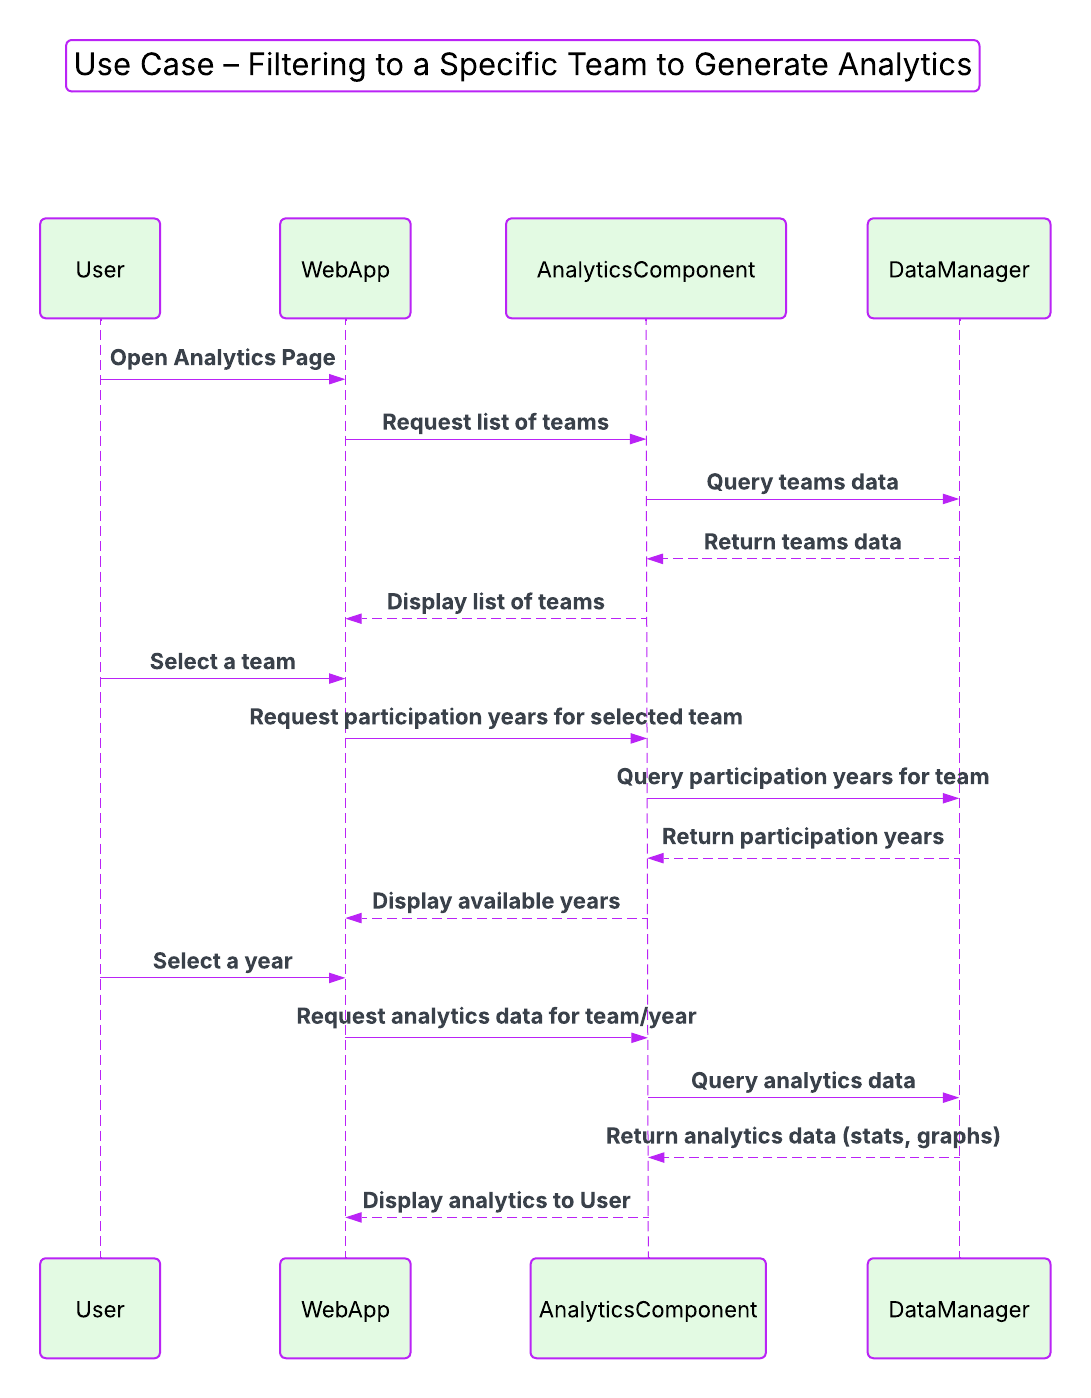 Use Case – Filtering to a Specific Team to Generate Analytics
User
WebApp
AnalyticsComponent
DataManager
Open Analytics Page
Request list of teams
Query teams data
Return teams data
Display list of teams
Select a team
Request participation years for selected team
Query participation years for team
Return participation years
Display available years
Select a year
Request analytics data for team/year
Query analytics data
Return analytics data (stats, graphs)
Display analytics to User
User
WebApp
AnalyticsComponent
DataManager